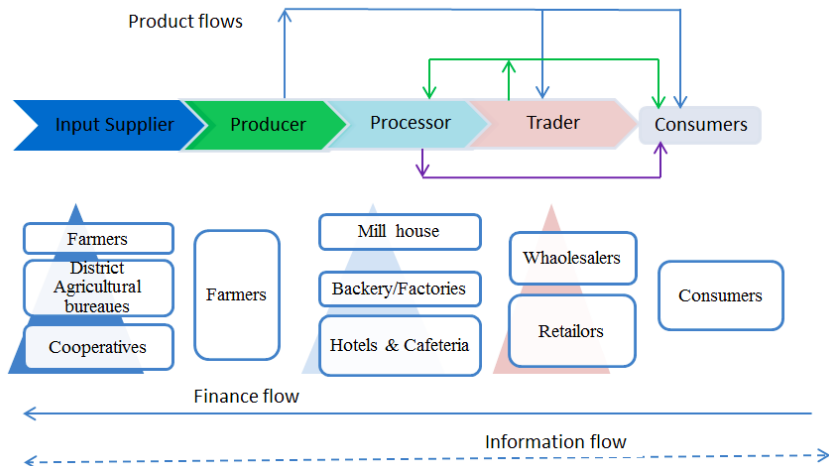 Product flows
Input Supplier
Producer
Processor
Trader
Consumers
Farmers
District
Agricultural
bureaues
Cooperatives
Farmers
Mill house
Backery/Factories
Hotels & Cafeteria
Whaolesalers
Retailors
Consumers
Finance flow
Information flow